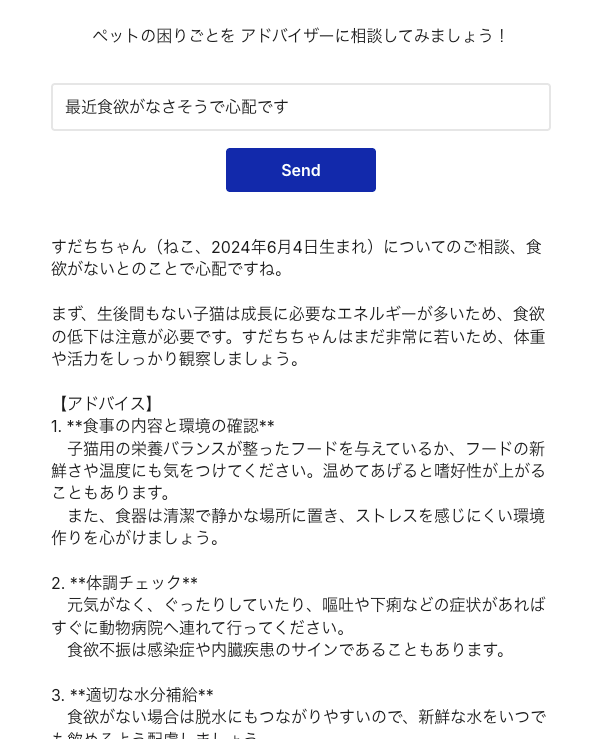 ペットの困りごとを アドバイザーに相談してみましょう！
最近食欲がなさそうで心配です
Send
すだちちゃん（ねこ、2024年6月4日生まれ）についてのご相談、食
欲がないとのことで心配ですね。
まず、生後間もない子猫は成長に必要なエネルギーが多いため、食欲
の低下は注意が必要です。すだちちゃんはまだ非常に若いため、体重
や活力をしっかり観察しましょう。
【アドバイス】
1. **食事の内容と環境の確認**
子猫用の栄養バランスが整ったフードを与えているか、フードの新
鮮さや温度にも気をつけてください。温めてあげると嗜好性が上がる
こともあります。
また、食器は清潔で静かな場所に置き、ストレスを感じにくい環境
作りを心がけましょう。
2. **体調チェック**
元気がなく、ぐったりしていたり、嘔吐や下痢などの症状があれば
すぐに動物病院へ連れて行ってください。
食欲不振は感染症や内臓疾患のサインであることもあります。
3. **適切な水分補給**
食欲がない場合は脱水にもつながりやすいので、新鮮な水をいつで
も飲めるよう配慮しましょう。